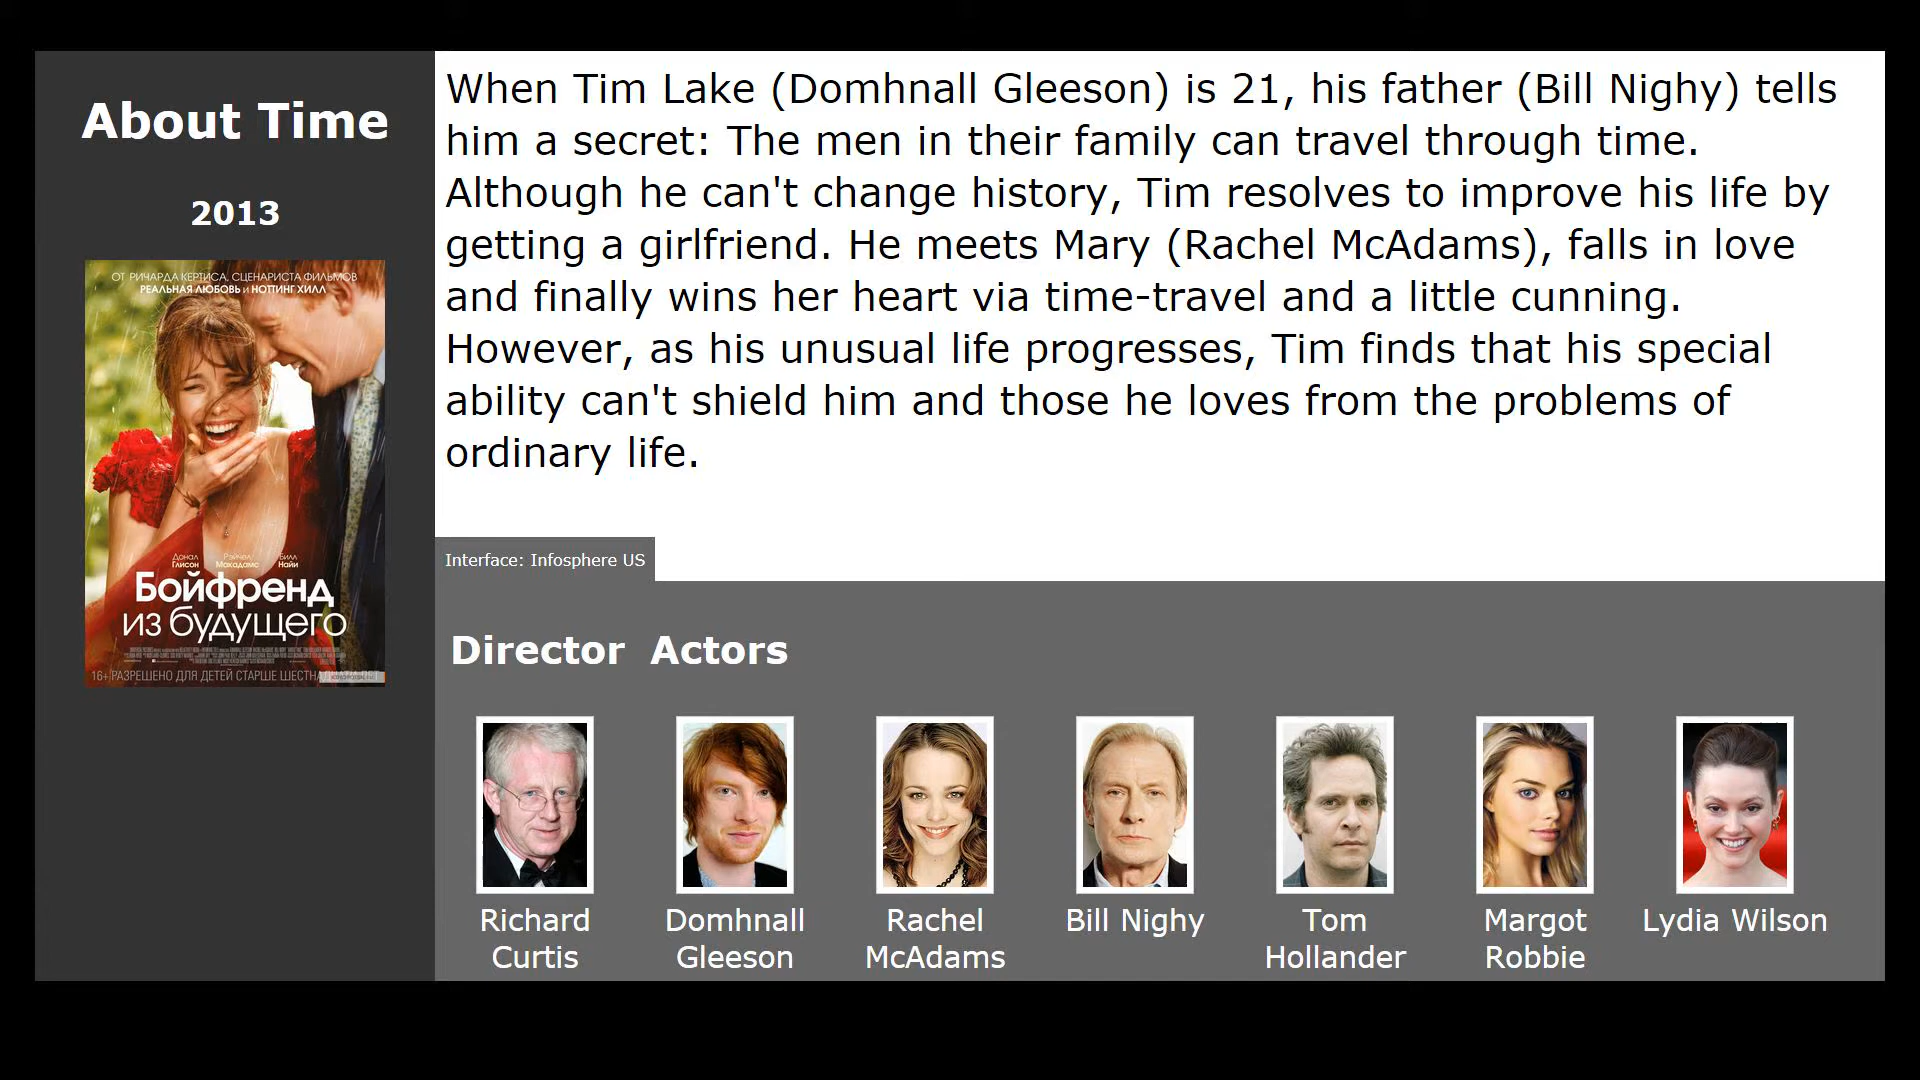 About Time
2013
ОТ РИЧАРДА КЕРТИСА, СЦЕНАРИСТА ФИЛЬМОВ
РЕАЛЬНАЯ ЛЮБОВЬ и НОТТИНГ ХИЛЛ
Донал Рэйчел Билл
Глисон Макадамс Найи
Бойфренд
из будущего
16+ РАЗРЕШЕНО ДЛЯ ДЕТЕЙ СТАРШЕ
When Tim Lake (Domhnall Gleeson) is 21, his father (Bill Nighy) tells
him a secret: The men in their family can travel through time.
Although he can't change history, Tim resolves to improve his life by
getting a girlfriend. He meets Mary (Rachel McAdams), falls in love
and finally wins her heart via time-travel and a little cunning.
However, as his unusual life progresses, Tim finds that his special
ability can't shield him and those he loves from the problems of
ordinary life.
Interface: Infosphere US
Director Actors
Richard
Curtis
Domhnall
Gleeson
Rachel
McAdams
Bill Nighy
Tom
Hollander
Margot
Robbie
Lydia Wilson